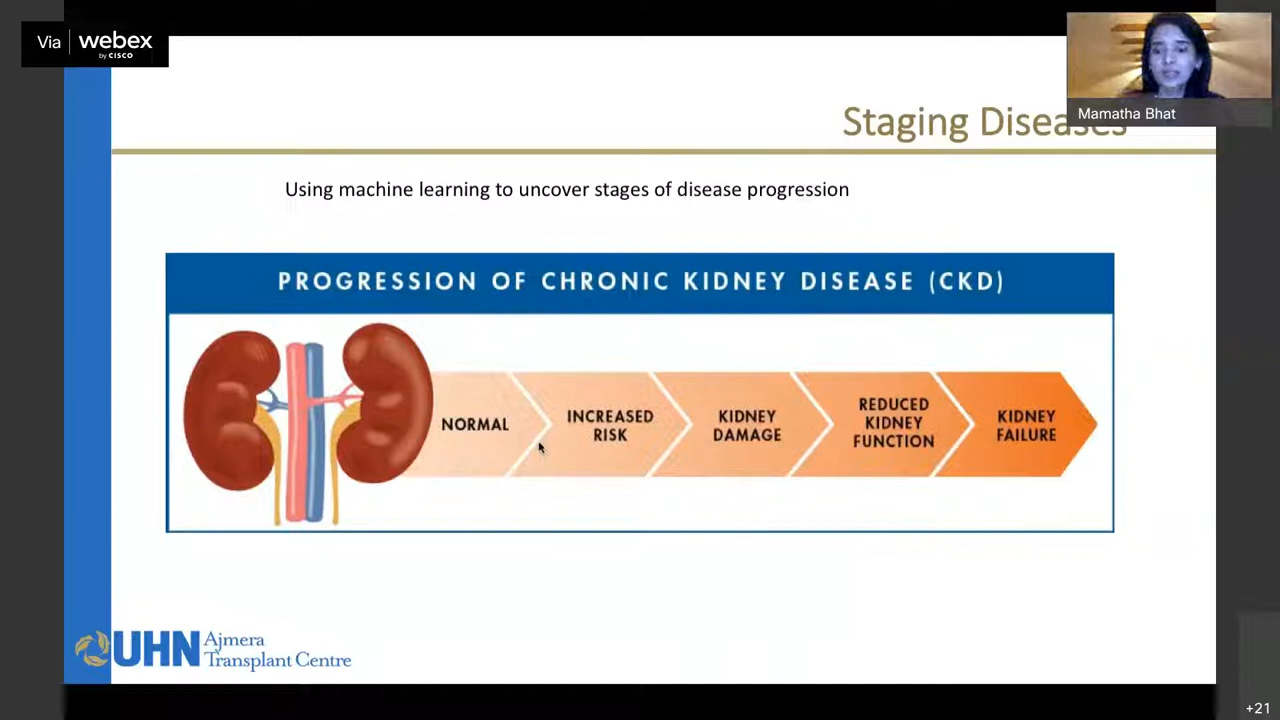 Via webex
by CISCO
Mamatha Bhat
Staging Diseases
Using machine learning to uncover stages of disease progression
PROGRESSION OF CHRONIC KIDNEY DISEASE (CKD)
NORMAL
INCREASED
RISK
KIDNEY
DAMAGE
REDUCED
KIDNEY
FUNCTION
KIDNEY
FAILURE
UHN Ajmera
Transplant Centre
+21